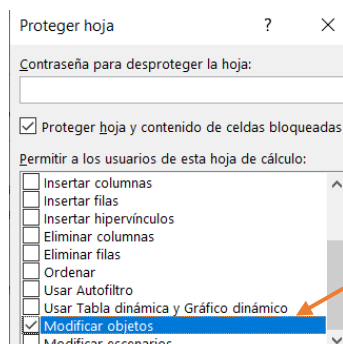 Proteger hoja ?
Contraseña para desproteger la hoja:
Proteger hoja y contenido de celdas bloqueadas
Permitir a los usuarios de esta hoja de cálculo:
Insertar columnas
Insertar filas
Insertar hipervínculos
Eliminar columnas
Eliminar filas
Ordenar
Usar Autofiltro
Usar Tabla dinámica y Gráfico dinámico
Modificar objetos
Modificar escenarios